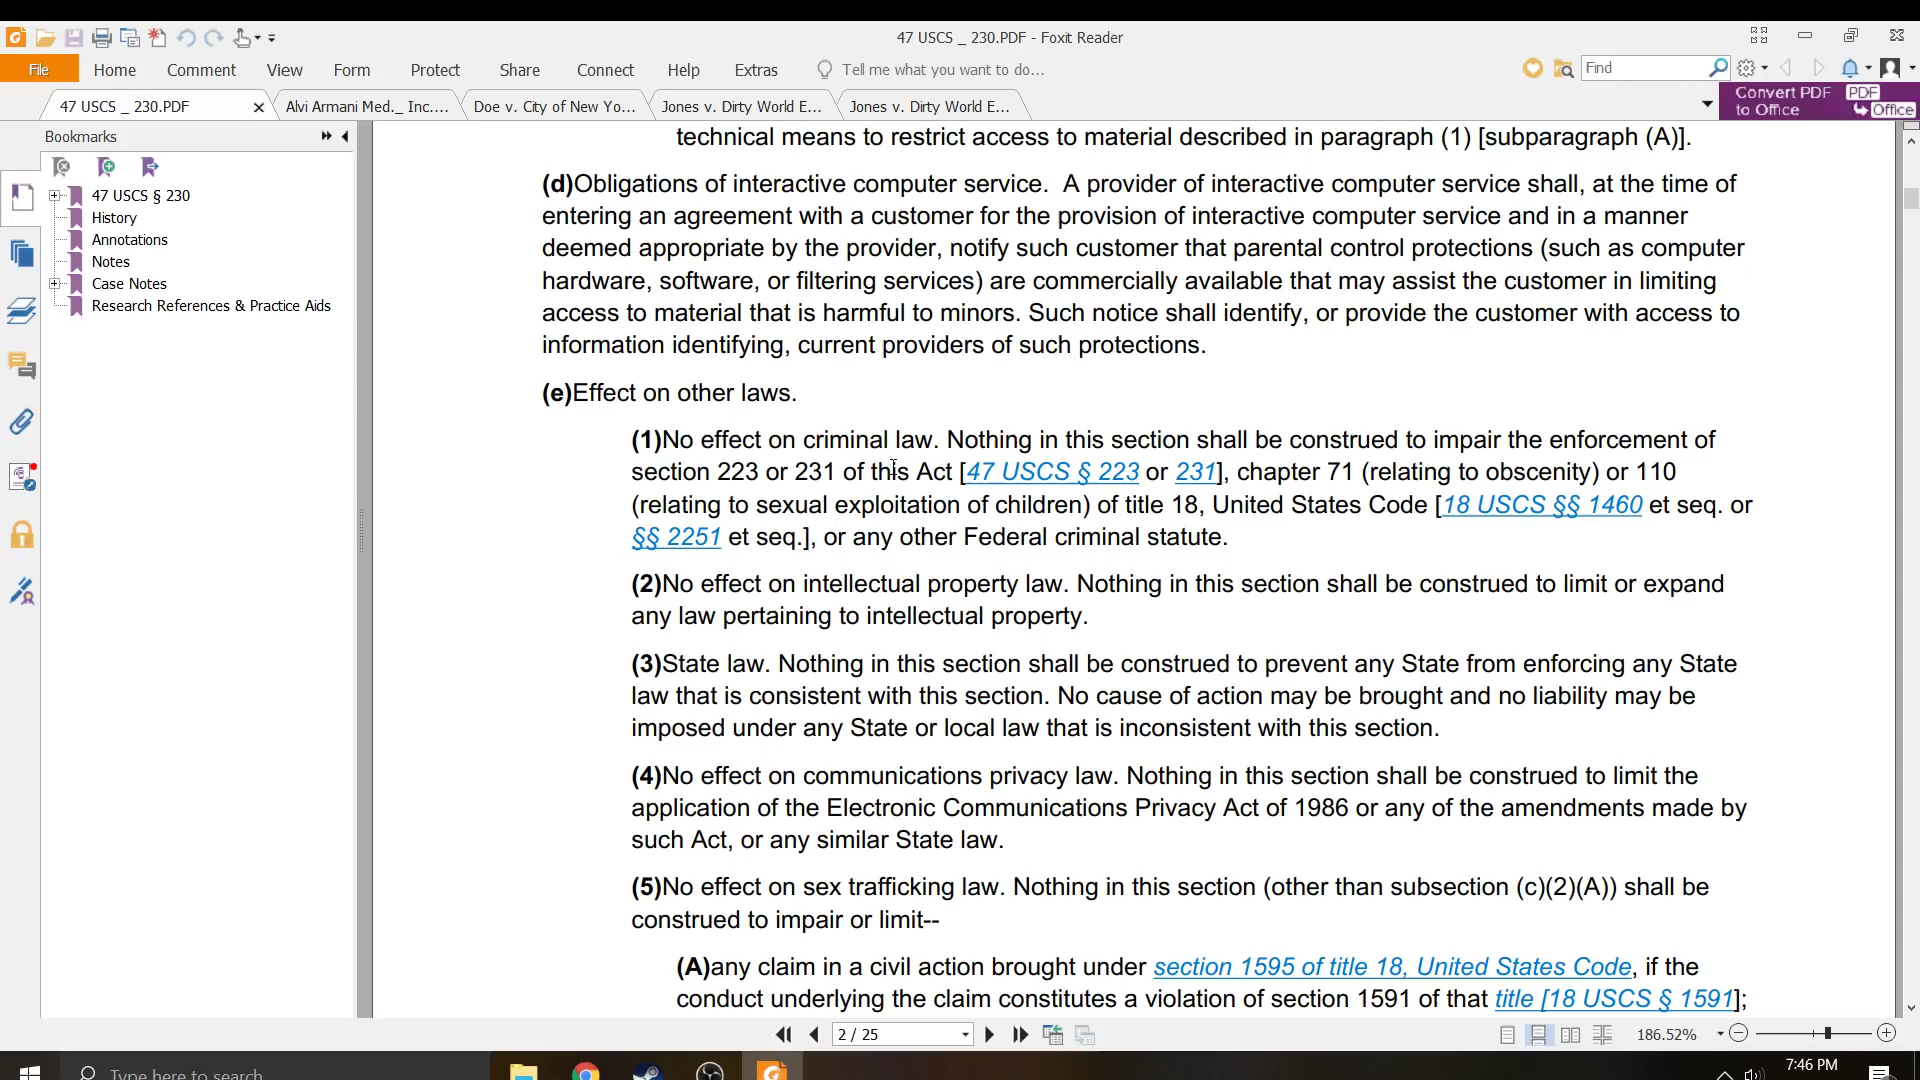 47 USCS _ 230.PDF - Foxit Reader
File Home Comment View Form Protect Share Connect Help Extras Tell me what you want to do... Find
47 USCS _ 230.PDF Alvi Armani Med._ Inc.... Doe v. City of New Yo... Jones v. Dirty World E... Jones v. Dirty World E... Convert PDF to Office PDF Office
Bookmarks
47 USCS § 230
History
Annotations
Notes
Case Notes
Research References & Practice Aids
technical means to restrict access to material described in paragraph (1) [subparagraph (A)].
(d)Obligations of interactive computer service. A provider of interactive computer service shall, at the time of
entering an agreement with a customer for the provision of interactive computer service and in a manner
deemed appropriate by the provider, notify such customer that parental control protections (such as computer
hardware, software, or filtering services) are commercially available that may assist the customer in limiting
access to material that is harmful to minors. Such notice shall identify, or provide the customer with access to
information identifying, current providers of such protections.
(e)Effect on other laws.
(1)No effect on criminal law. Nothing in this section shall be construed to impair the enforcement of
section 223 or 231 of this Act [47 USCS § 223 or 231], chapter 71 (relating to obscenity) or 110
(relating to sexual exploitation of children) of title 18, United States Code [18 USCS §§ 1460 et seq. or
§§ 2251 et seq.], or any other Federal criminal statute.
(2)No effect on intellectual property law. Nothing in this section shall be construed to limit or expand
any law pertaining to intellectual property.
(3)State law. Nothing in this section shall be construed to prevent any State from enforcing any State
law that is consistent with this section. No cause of action may be brought and no liability may be
imposed under any State or local law that is inconsistent with this section.
(4)No effect on communications privacy law. Nothing in this section shall be construed to limit the
application of the Electronic Communications Privacy Act of 1986 or any of the amendments made by
such Act, or any similar State law.
(5)No effect on sex trafficking law. Nothing in this section (other than subsection (c)(2)(A)) shall be
construed to impair or limit--
(A)any claim in a civil action brought under section 1595 of title 18, United States Code, if the
conduct underlying the claim constitutes a violation of section 1591 of that title [18 USCS § 1591];
2 / 25 186.52%
Type here to search 7:46 PM